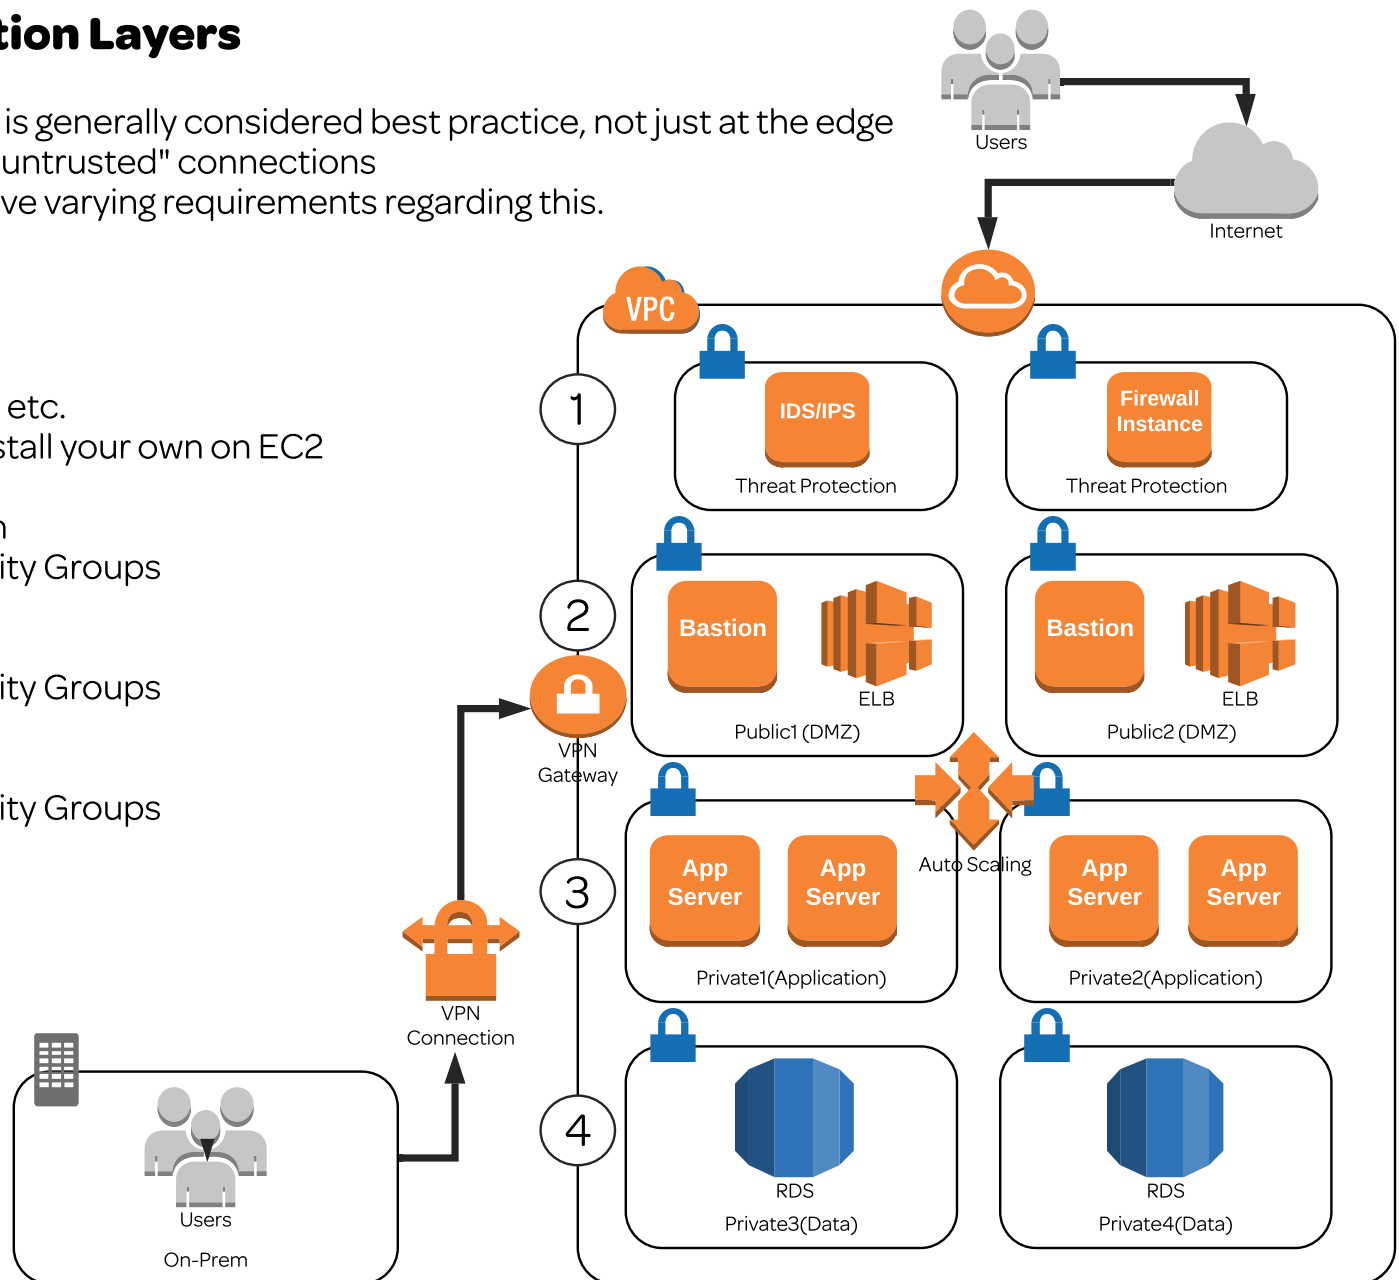 tion Layers
is generally considered best practice, not just at the edge
untrusted" connections
ve varying requirements regarding this.
etc.
stall your own on EC2
n
ity Groups
ity Groups
ity Groups
Users
Internet
VPC
1
IDS/IPS
Threat Protection
Firewall
Instance
Threat Protection
2
Bastion
ELB
Public1 (DMZ)
Bastion
ELB
Public2 (DMZ)
VPN
Gateway
Auto Scaling
3
App
Server
App
Server
Private1(Application)
App
Server
App
Server
Private2(Application)
VPN
Connection
4
RDS
Private3(Data)
RDS
Private4(Data)
Users
On-Prem